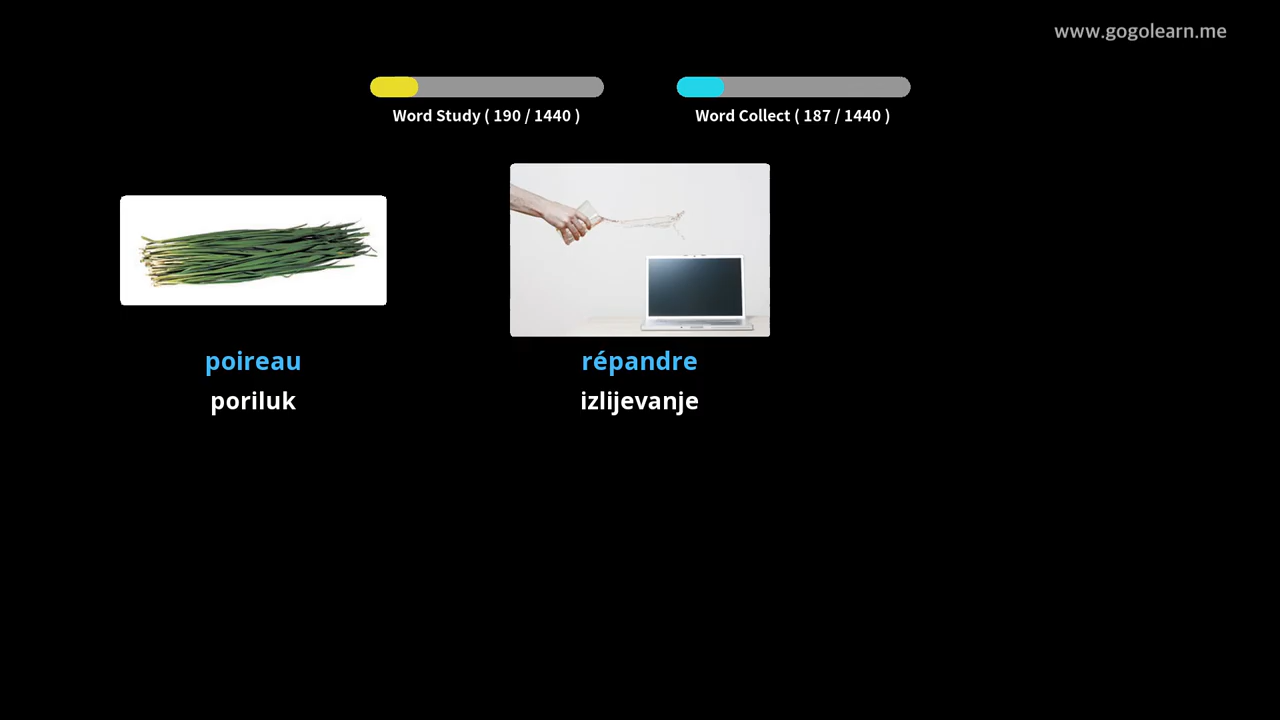 www.gogolearn.me
Word Study ( 190 / 1440 )
Word Collect ( 187 / 1440 )
poireau
poriluk
répandre
izlijevanje